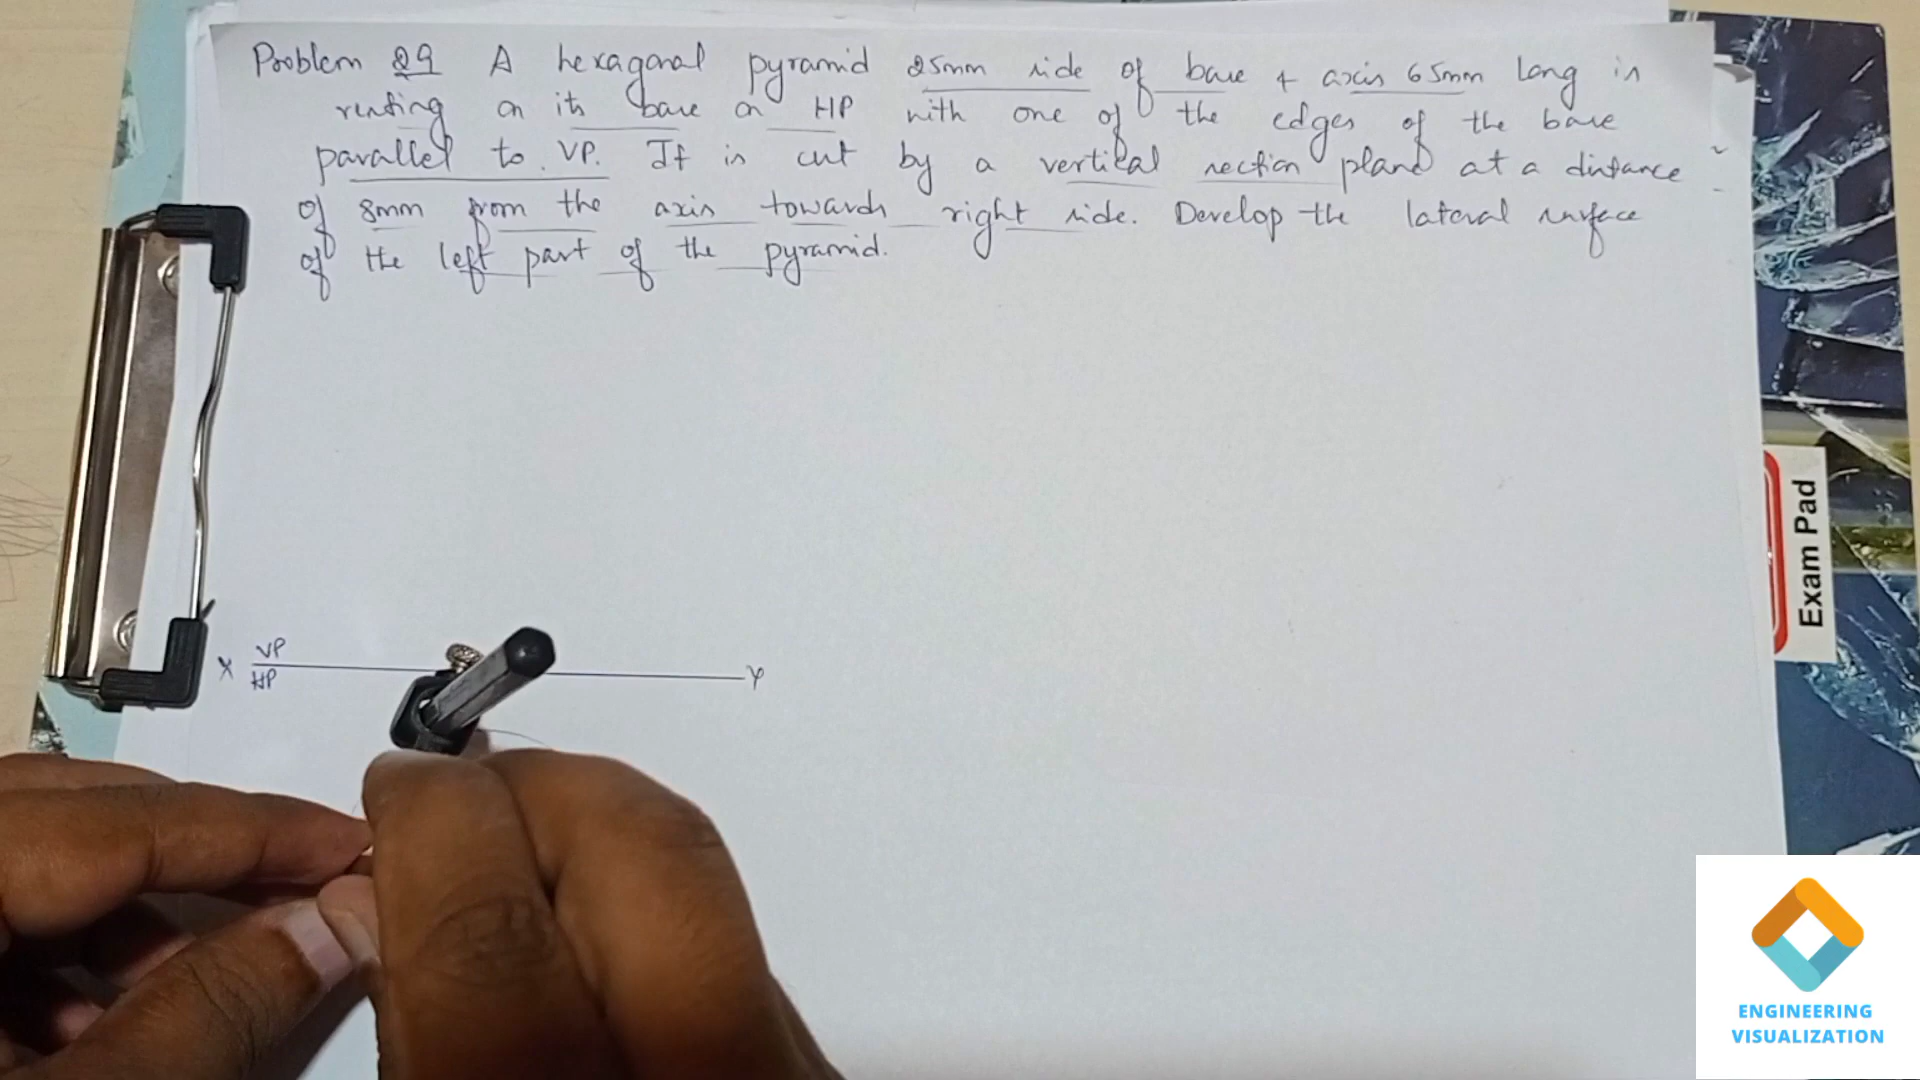 Problem 29 A hexagonal pyramid 25mm side of base & axis 65mm long is
resting on its base on HP with one of the edges of the base
parallel to VP. It is cut by a vertical section plane at a distance
of 8mm from the axis towards right side. Develop the lateral surface
of the left part of the pyramid.
X VP
HP
Y
Exam Pad
ENGINEERING
VISUALIZATION